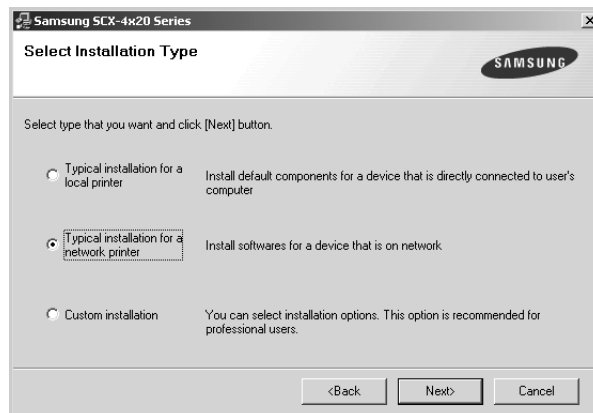 Samsung SCX-4x20 Series
Select Installation Type
SAMSUNG
Select type that you want and click [Next] button.
Typical installation for a
local printer
Install default components for a device that is directly connected to user's
computer
Typical installation for a
network printer
Install softwares for a device that is on network
Custom installation
You can select installation options. This option is recommended for
professional users.
<Back
Next>
Cancel